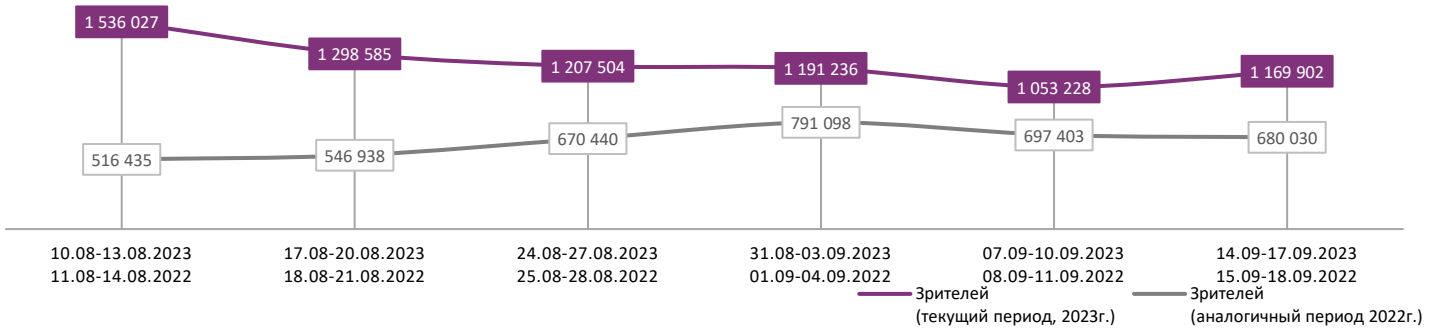 1 536 027
1 298 585
1 207 504
1 191 236
1 053 228
1 169 902
516 435
546 938
670 440
791 098
697 403
680 030
10.08-13.08.2023
11.08-14.08.2022
17.08-20.08.2023
18.08-21.08.2022
24.08-27.08.2023
25.08-28.08.2022
31.08-03.09.2023
01.09-04.09.2022
07.09-10.09.2023
08.09-11.09.2022
14.09-17.09.2023
15.09-18.09.2022
Зрителей
(текущий период, 2023г.)
Зрителей
(аналогичный период 2022г.)